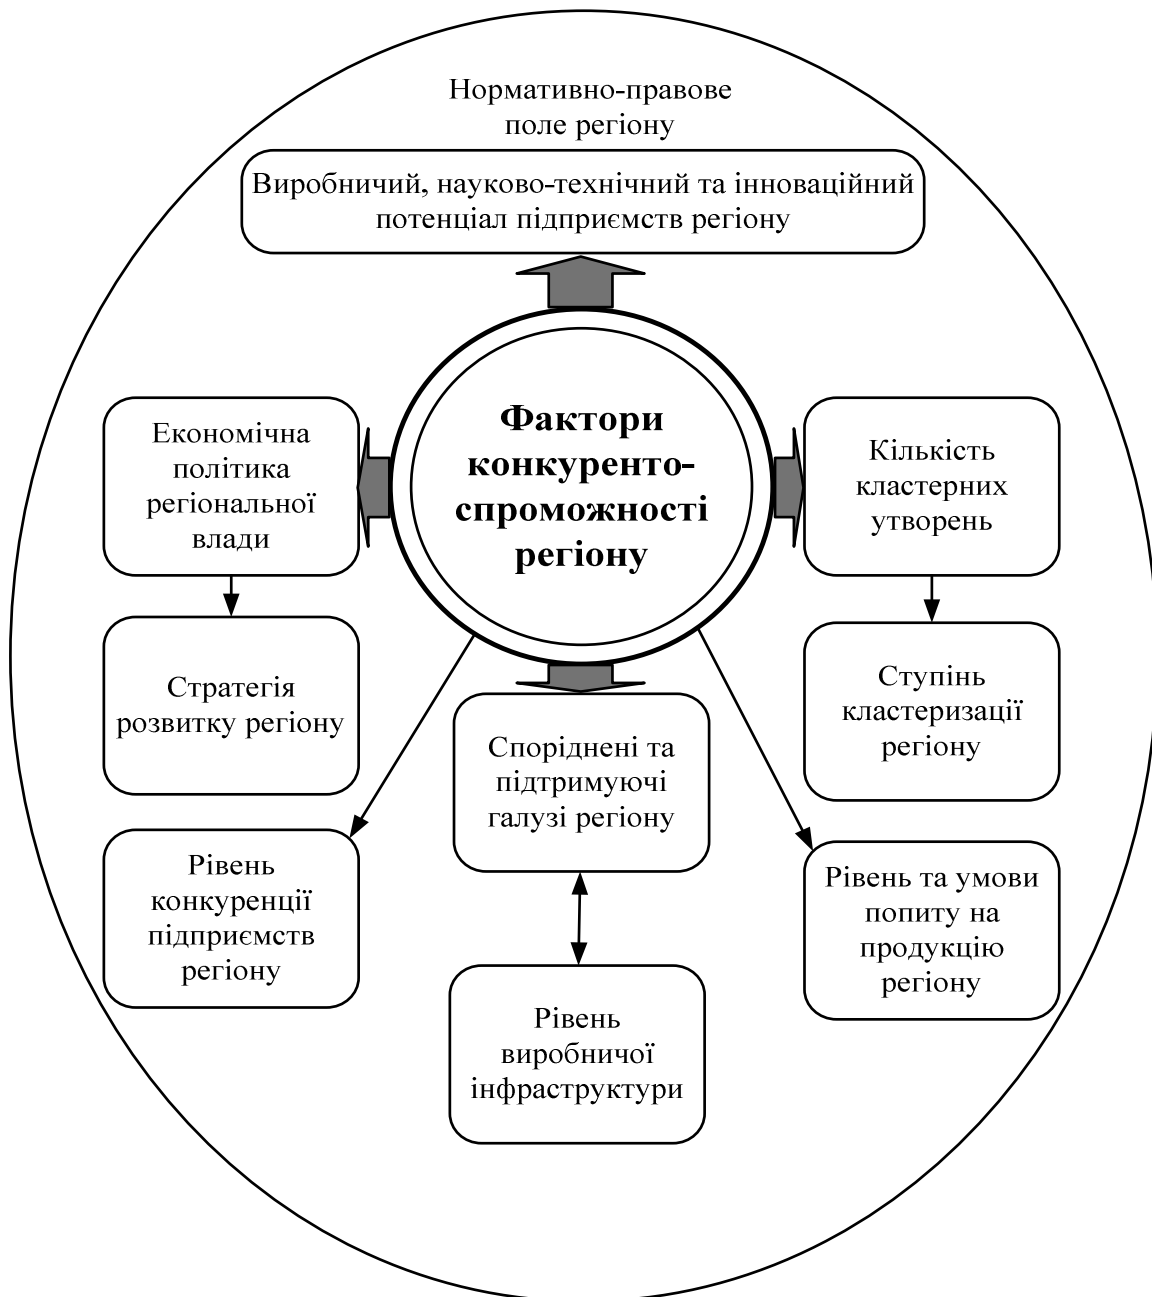 Нормативно-правове
поле регіону
Виробничий, науково-технічний та інноваційний
потенціал підприємств регіону
Фактори
конкуренто-
спроможності
регіону
Економічна
політика
регіональної
влади
Кількість
кластерних
утворень
Стратегія
розвитку регіону
Споріднені та
підтримуючі
галузі регіону
Ступінь
кластеризації
регіону
Рівень
конкуренції
підприємств
регіону
Рівень
виробничої
інфраструктури
Рівень та умови
попиту на
продукцію
регіону